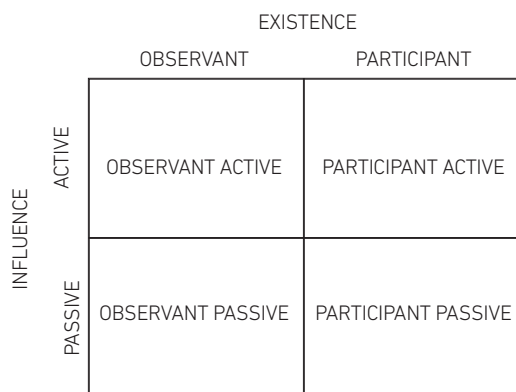 EXISTENCE
OBSERVANT PARTICIPANT
INFLUENCE
ACTIVE
OBSERVANT ACTIVE PARTICIPANT ACTIVE
PASSIVE
OBSERVANT PASSIVE PARTICIPANT PASSIVE